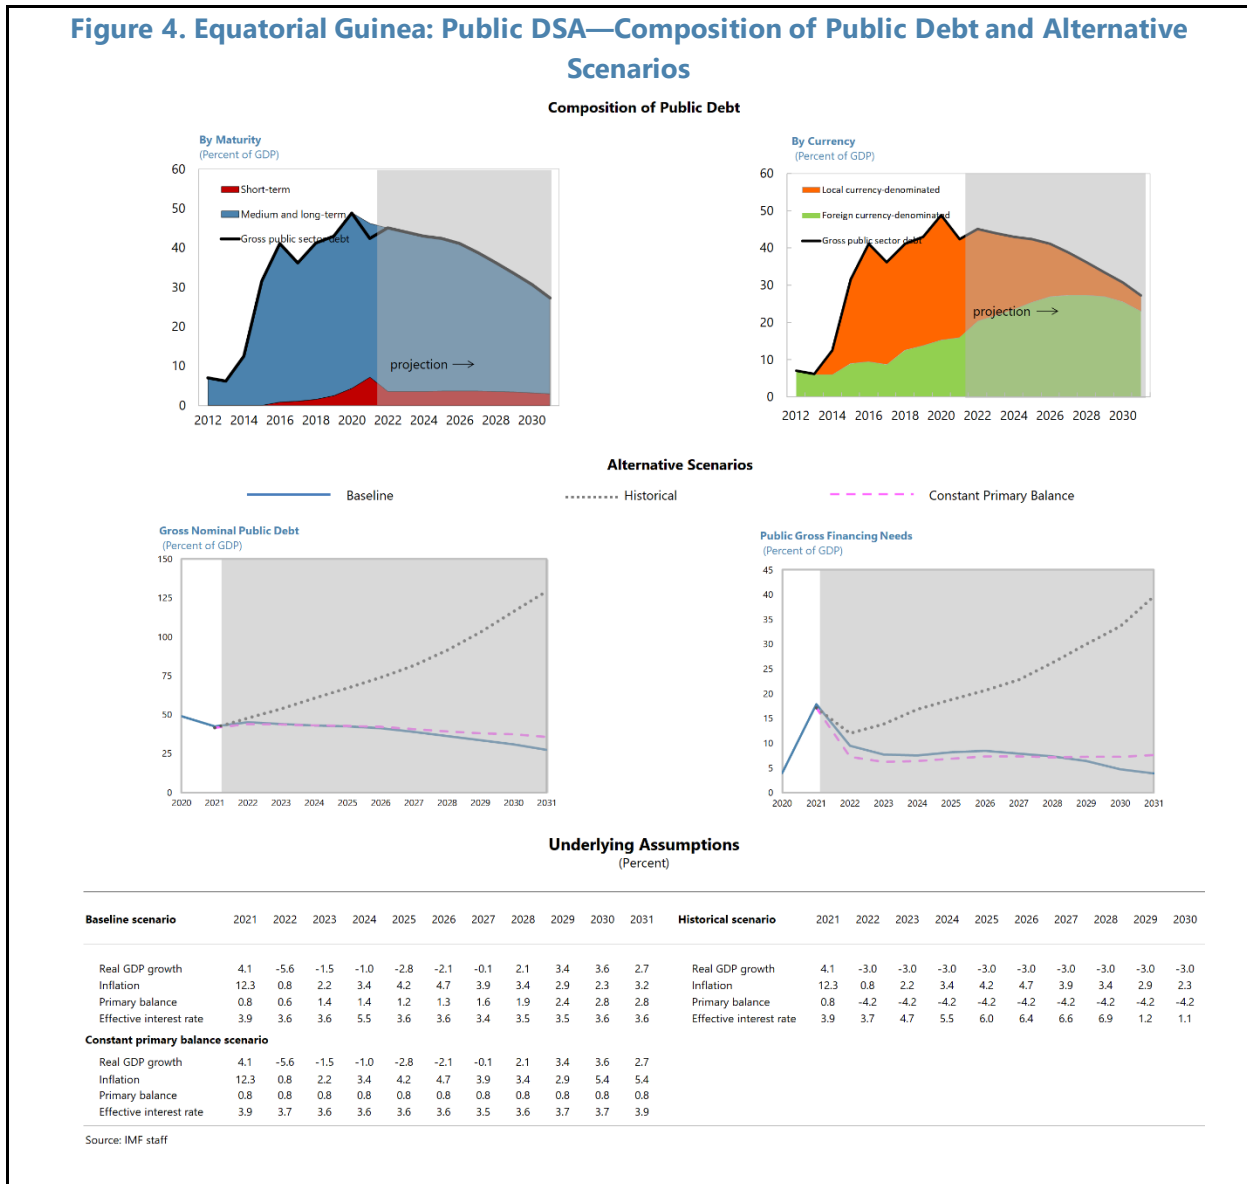 Figure 4. Equatorial Guinea: Public DSA—Composition of Public Debt and Alternative
Scenarios
Composition of Public Debt
By Maturity
(Percent of GDP)
60
50
40
30
20
10
0
Short-term
Medium and long-term
Gross public sector debt
projection
2012 2014 2016 2018 2020 2022 2024 2026 2028 2030
By Currency
(Percent of GDP)
60
50
40
30
20
10
0
Local currency-denominated
Foreign currency-denominated
Gross public sector debt
projection
2012 2014 2016 2018 2020 2022 2024 2026 2028 2030
Alternative Scenarios
Baseline
Historical
Constant Primary Balance
Gross Nominal Public Debt
(Percent of GDP)
150
125
100
75
50
25
0
2020 2021 2022 2023 2024 2025 2026 2027 2028 2029 2030 2031
Public Gross Financing Needs
(Percent of GDP)
45
40
35
30
25
20
15
10
5
0
2020 2021 2022 2023 2024 2025 2026 2027 2028 2029 2030 2031
Underlying Assumptions
(Percent)
Baseline scenario 2021 2022 2023 2024 2025 2026 2027 2028 2029 2030 2031
Real GDP growth 4.1 -5.6 -1.5 -1.0 -2.8 -2.1 -0.1 2.1 3.4 3.6 2.7
Inflation 12.3 0.8 2.2 3.4 4.2 4.7 3.9 3.4 2.9 2.3 3.2
Primary balance 0.8 0.6 1.4 1.4 1.2 1.3 1.6 1.9 2.4 2.8 2.8
Effective interest rate 3.9 3.6 3.6 5.5 3.6 3.6 3.4 3.5 3.5 3.6 3.6
Constant primary balance scenario
Real GDP growth 4.1 -5.6 -1.5 -1.0 -2.8 -2.1 -0.1 2.1 3.4 3.6 2.7
Inflation 12.3 0.8 2.2 3.4 4.2 4.7 3.9 3.4 2.9 5.4 5.4
Primary balance 0.8 0.8 0.8 0.8 0.8 0.8 0.8 0.8 0.8 0.8 0.8
Effective interest rate 3.9 3.7 3.6 3.6 3.6 3.6 3.5 3.6 3.7 3.7 3.9
Historical scenario 2021 2022 2023 2024 2025 2026 2027 2028 2029 2030
Real GDP growth 4.1 -3.0 -3.0 -3.0 -3.0 -3.0 -3.0 -3.0 -3.0 -3.0
Inflation 12.3 0.8 2.2 3.4 4.2 4.7 3.9 3.4 2.9 2.3
Primary balance 0.8 -4.2 -4.2 -4.2 -4.2 -4.2 -4.2 -4.2 -4.2 -4.2
Effective interest rate 3.9 3.7 4.7 5.5 6.0 6.4 6.6 6.9 1.2 1.1
Source: IMF staff